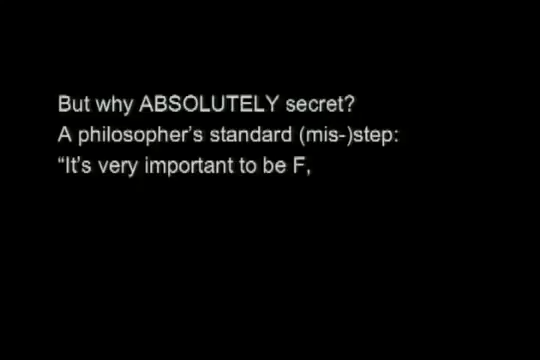 But why ABSOLUTELY secret?
A philosopher's standard (mis-)step:
“It's very important to be F,